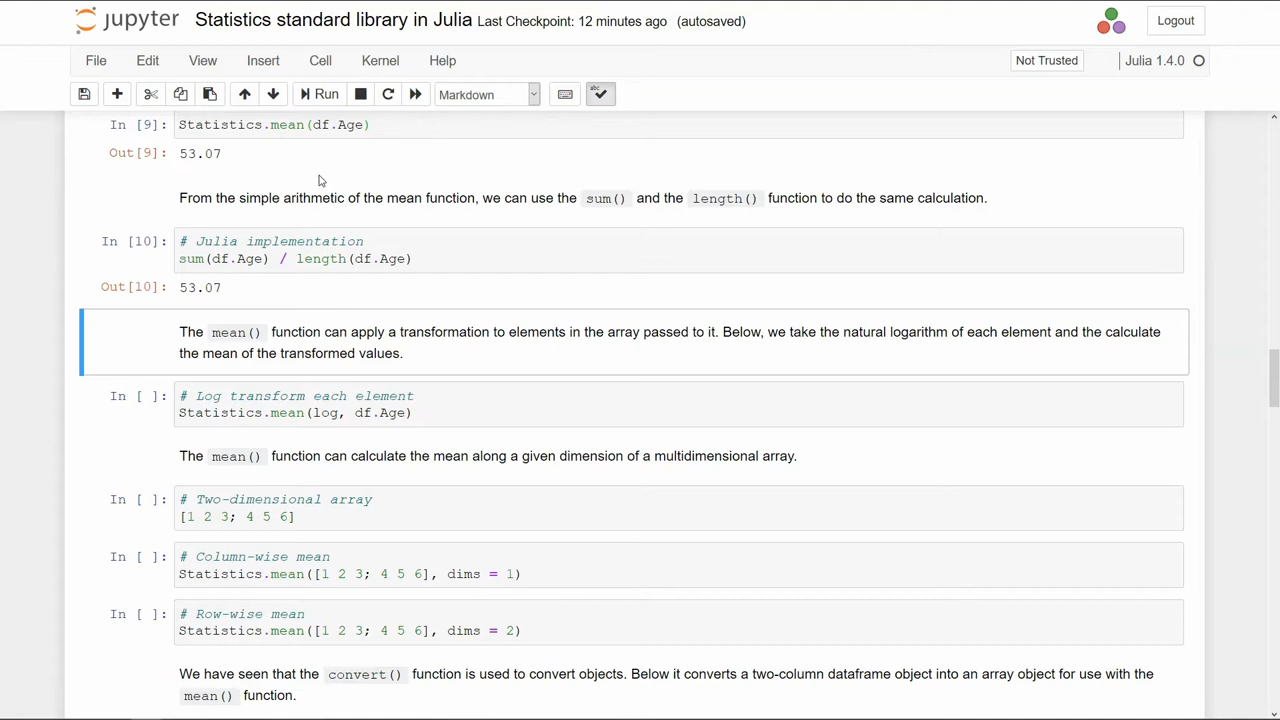 jupyter Statistics standard library in Julia Last Checkpoint: 12 minutes ago (autosaved) Logout
File Edit View Insert Cell Kernel Help Not Trusted Julia 1.4.0
Run Markdown abc
In [9]: Statistics.mean(df.Age)
Out[9]: 53.07
From the simple arithmetic of the mean function, we can use the sum() and the length() function to do the same calculation.
In [10]: # Julia implementation
sum(df.Age) / length(df.Age)
Out[10]: 53.07
The mean() function can apply a transformation to elements in the array passed to it. Below, we take the natural logarithm of each element and the calculate
the mean of the transformed values.
In [ ]: # Log transform each element
Statistics.mean(log, df.Age)
The mean() function can calculate the mean along a given dimension of a multidimensional array.
In [ ]: # Two-dimensional array
[1 2 3; 4 5 6]
In [ ]: # Column-wise mean
Statistics.mean([1 2 3; 4 5 6], dims = 1)
In [ ]: # Row-wise mean
Statistics.mean([1 2 3; 4 5 6], dims = 2)
We have seen that the convert() function is used to convert objects. Below it converts a two-column dataframe object into an array object for use with the
mean() function.